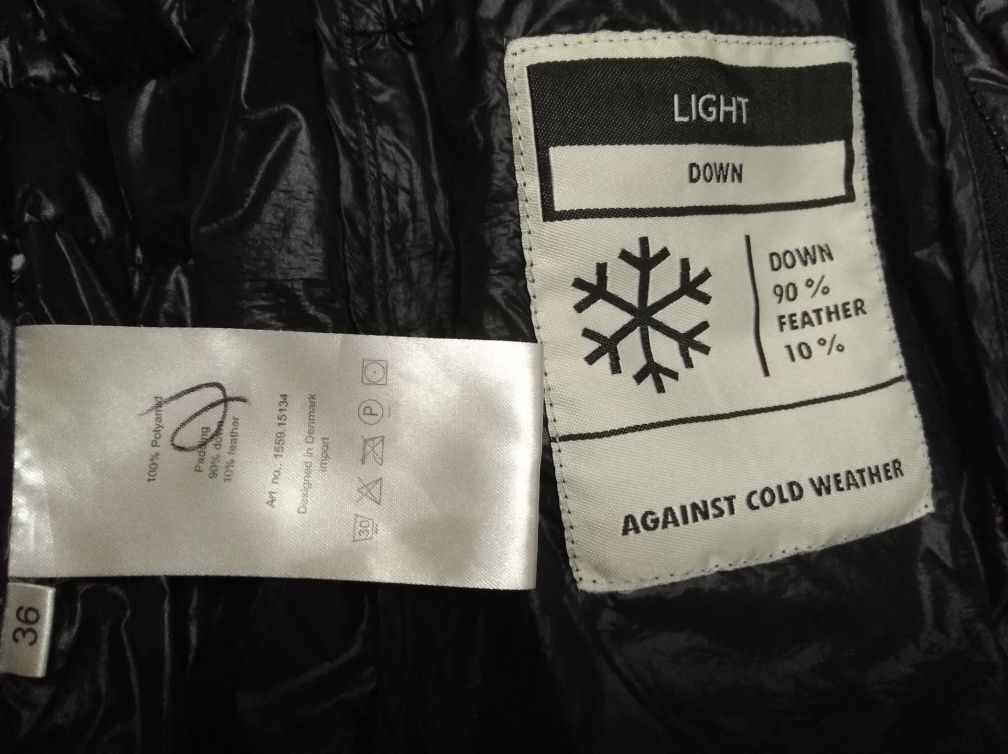 LIGHT
DOWN
DOWN
90 %
FEATHER
10 %
AGAINST COLD WEATHER
100% Polyamid
Padding
90% down
10% feather
Art. no. 1559.15134
Designed in Denmark
import
30
P
36